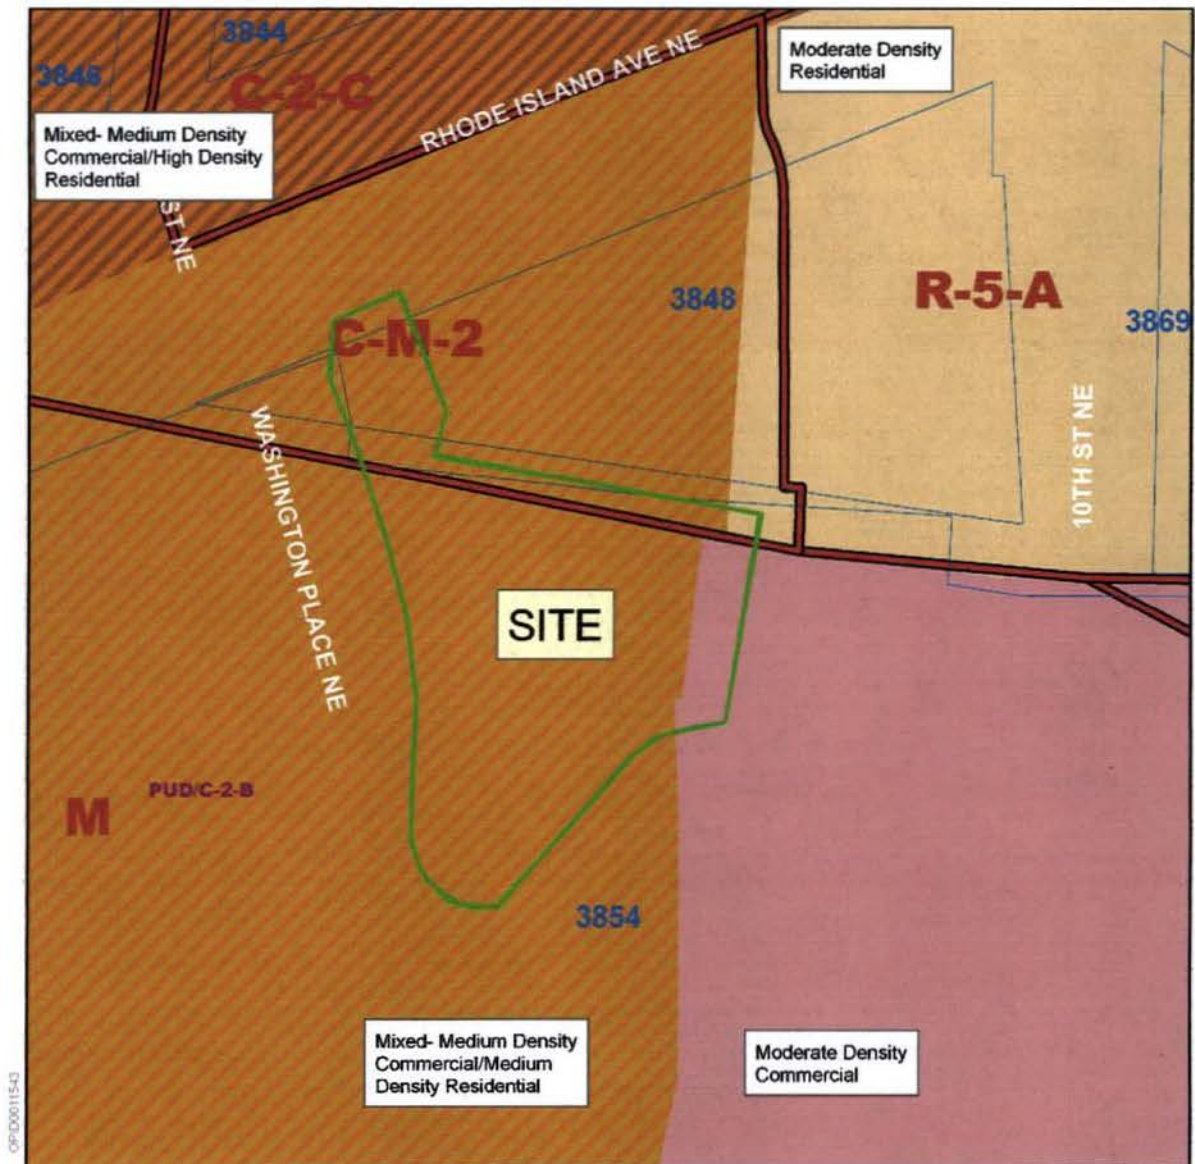 3844
3846
C-2-C
RHODE ISLAND AVE NE
Moderate Density
Residential
Mixed- Medium Density
Commercial/High Density
Residential
ST NE
3848
R-5-A
3869
C-M-2
WASHINGTON PLACE NE
10TH ST NE
SITE
PUD/C-2-B
M
3854
Mixed- Medium Density
Commercial/Medium
Density Residential
Moderate Density
Commercial
OPID0011543